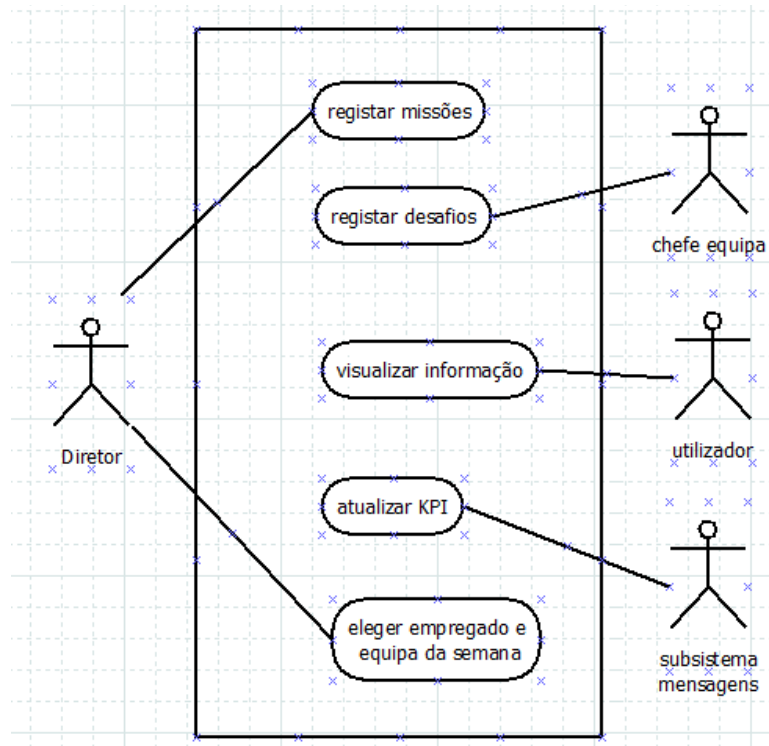 registar missões
registar desafios
chefe equipa
visualizar informação
utilizador
Diretor
atualizar KPI
eleger empregado e
equipa da semana
subsistema
mensagens